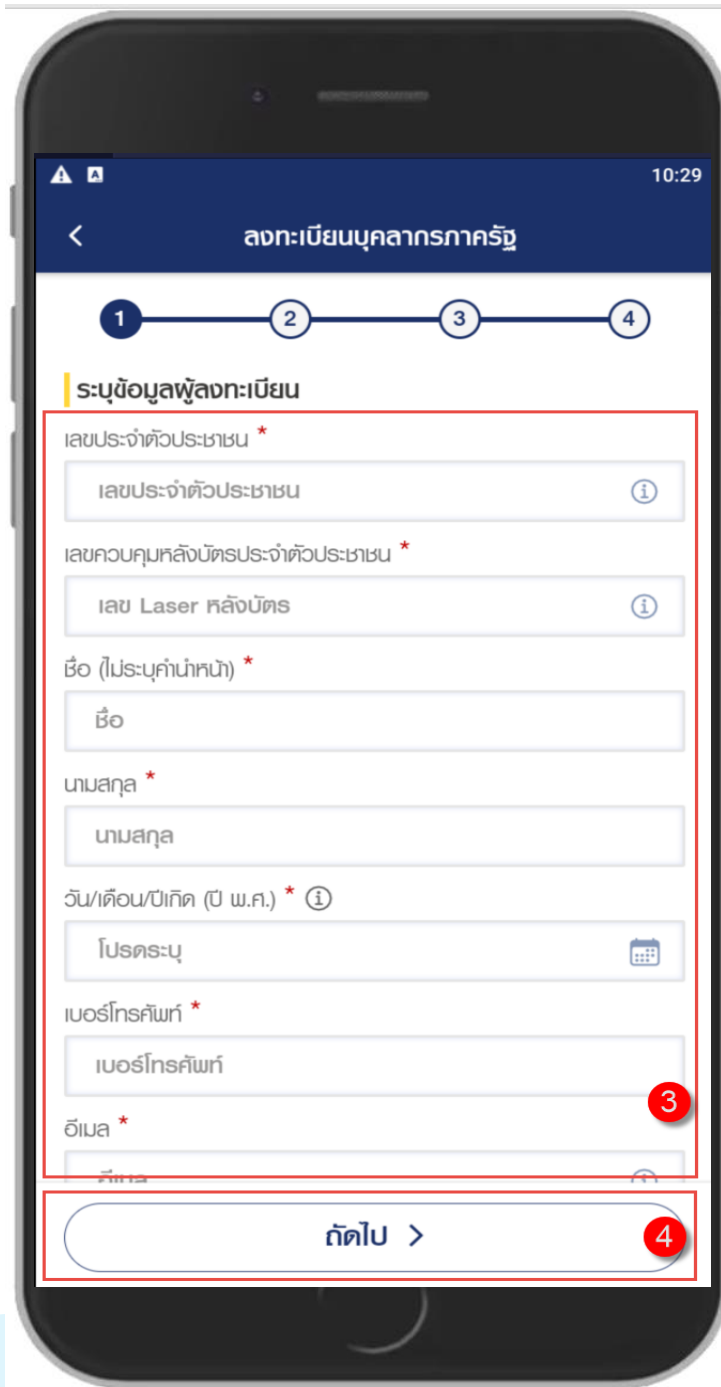 10:29
ลงทะเบียนบุคลากรภาครัฐ
1 2 3 4
ระบุข้อมูลผู้ลงทะเบียน
เลขประจำตัวประชาชน *
เลขประจำตัวประชาชน
เลขควบคุมหลังบัตรประจำตัวประชาชน *
เลข Laser หลังบัตร
ชื่อ (ไม่ระบุคำนำหน้า) *
ชื่อ
นามสกุล *
นามสกุล
วัน/เดือน/ปีเกิด (ปี พ.ศ.) *
โปรดระบุ
เบอร์โทรศัพท์ *
เบอร์โทรศัพท์
3
อีเมล *
อีเมล
ถัดไป >
4